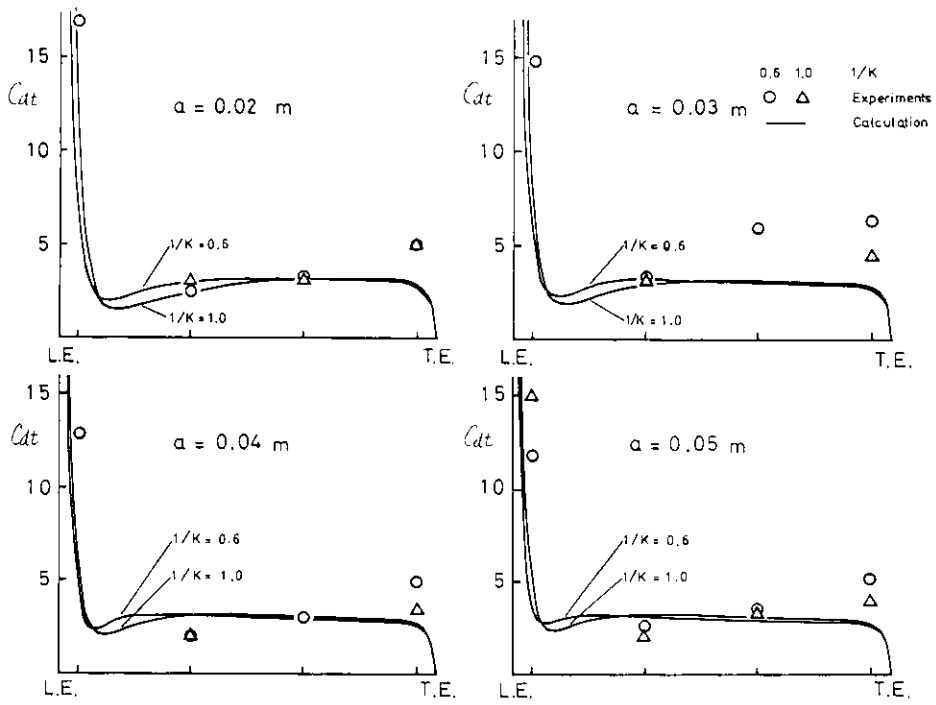 15
Cdt
a = 0.02 m
10
5
1/K = 0.6
1/K = 1.0
L.E.
T.E.
15
Cdt
a = 0.03 m
0.6 1.0 1/K
Experiments
Calculation
10
5
1/K = 0.6
1/K = 1.0
L.E.
T.E.
15
Cdt
a = 0.04 m
10
1/K = 0.6
1/K = 1.0
5
L.E.
T.E.
15
Cdt
a = 0.05 m
10
1/K = 0.6
1/K = 1.0
5
L.E.
T.E.